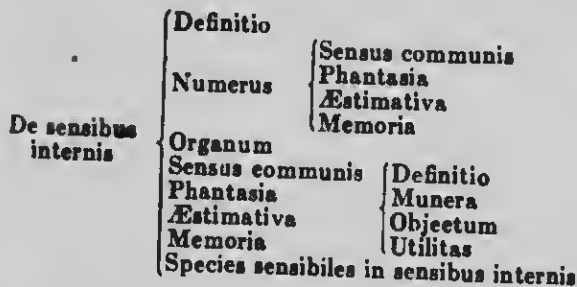 De sensibus
internis
Definitio
Numerus
Sensus communis
Phantasia
Æstimativa
Memoria
Organum
Sensus communis
Phantasia
Æstimativa
Memoria
Definitio
Munera
Objectum
Utilitas
Species sensibiles in sensibus internis